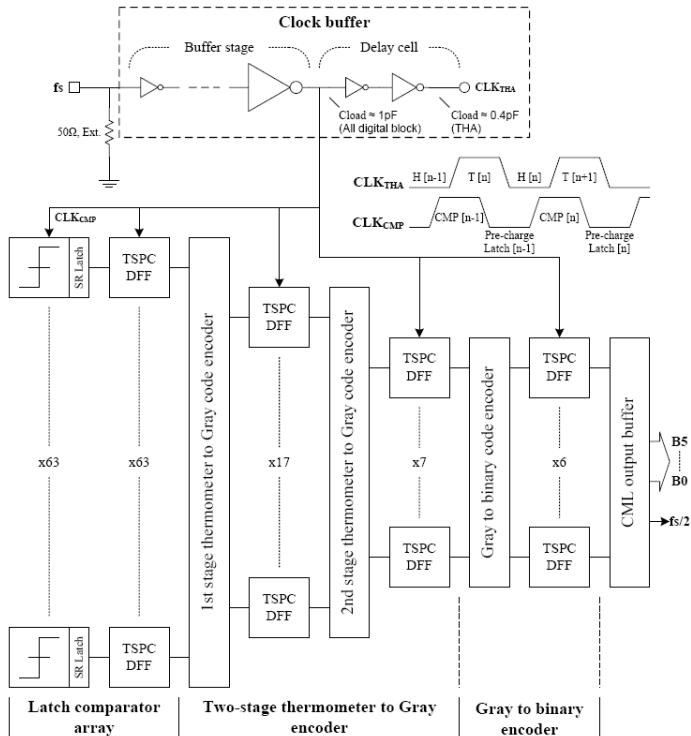 Clock buffer
Buffer stage
Delay cell
fs
CLKTHA
50Ω, Ext.
Cload ≈ 1pF
(All digital block)
Cload ≈ 0.4pF
(THA)
CLKTHA
H [n-1]
T [n]
H [n]
T [n+1]
CLKCMP
CMP [n-1]
Pre-charge
Latch [n-1]
CMP [n]
Pre-charge
Latch [n]
CLKCMP
SR Latch
TSPC
DFF
1st stage thermometer to Gray code encoder
TSPC
DFF
2nd stage thermometer to Gray code encoder
TSPC
DFF
Gray to binary code encoder
TSPC
DFF
CML output buffer
x63
x63
x17
x7
x6
B5
B0
fs/2
TSPC
DFF
TSPC
DFF
TSPC
DFF
SR Latch
TSPC
DFF
Latch comparator
array
Two-stage thermometer to Gray
encoder
Gray to binary
encoder